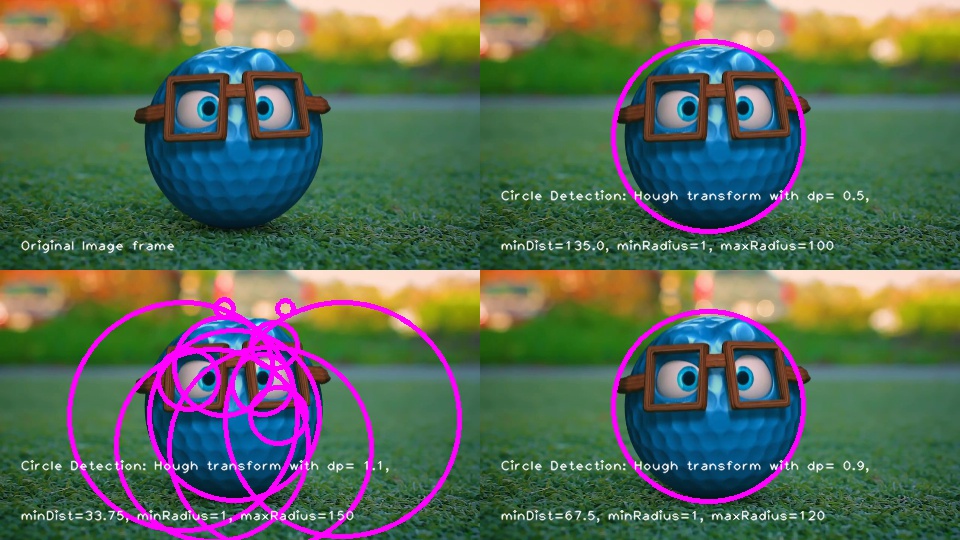 Original Image frame
Circle Detection: Hough transform with dp= 0.5,
minDist=135.0, minRadius=1, maxRadius=100
Circle Detection: Hough transform with dp= 1.1,
minDist=33.75, minRadius=1, maxRadius=150
Circle Detection: Hough transform with dp= 0.9,
minDist=67.5, minRadius=1, maxRadius=120